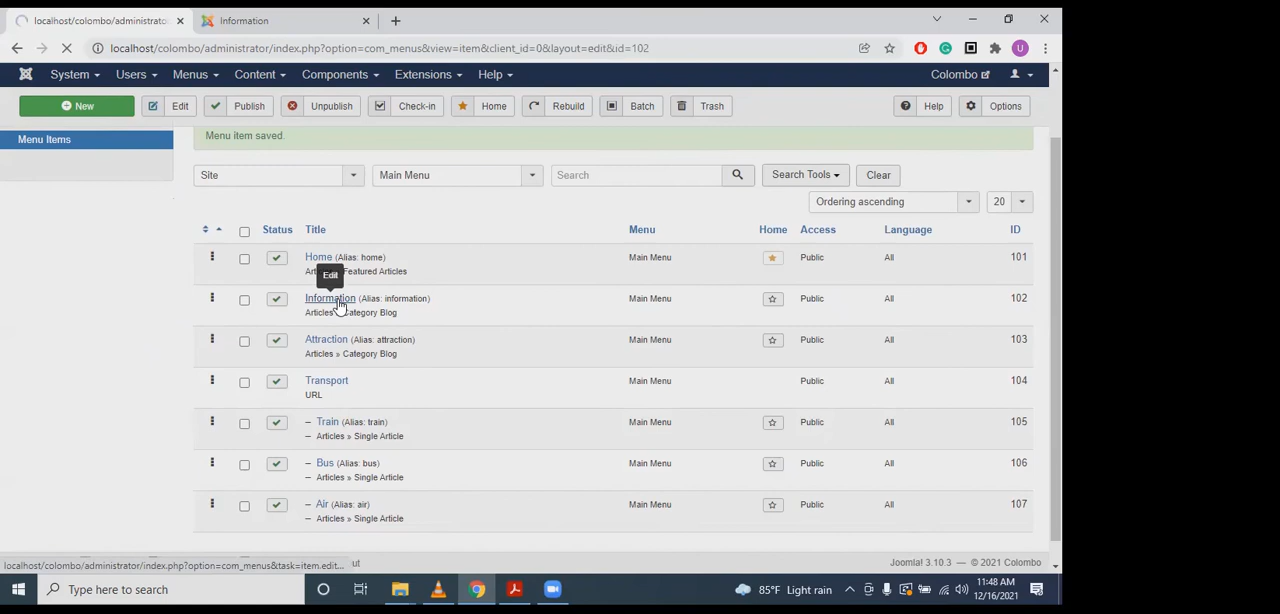 localhost/colombo/administrato
Information
localhost/colombo/administrator/index.php?option=com_menus&view=item&client_id=0&layout=edit&id=102
U
System Users Menus Content Components Extensions Help Colombo
New Edit Publish Unpublish Check-in Home Rebuild Batch Trash Help Options
Menu Items
Menu item saved.
Site Main Menu Search Search Tools Clear
Ordering ascending 20
Status Title Menu Home Access Language ID
Home (Alias: home) Main Menu Public All 101
Featured Articles
Edit
Information (Alias: information) Main Menu Public All 102
Articles » Category Blog
Attraction (Alias: attraction) Main Menu Public All 103
Articles » Category Blog
Transport Main Menu Public All 104
URL
– Train (Alias: train) Main Menu Public All 105
– Articles » Single Article
– Bus (Alias: bus) Main Menu Public All 106
– Articles » Single Article
– Air (Alias: air) Main Menu Public All 107
– Articles » Single Article
localhost/colombo/administrator/index.php?option=com_menus&task=item.edit...
Joomla! 3.10.3 — © 2021 Colombo
Type here to search
85°F Light rain
11:48 AM
12/16/2021